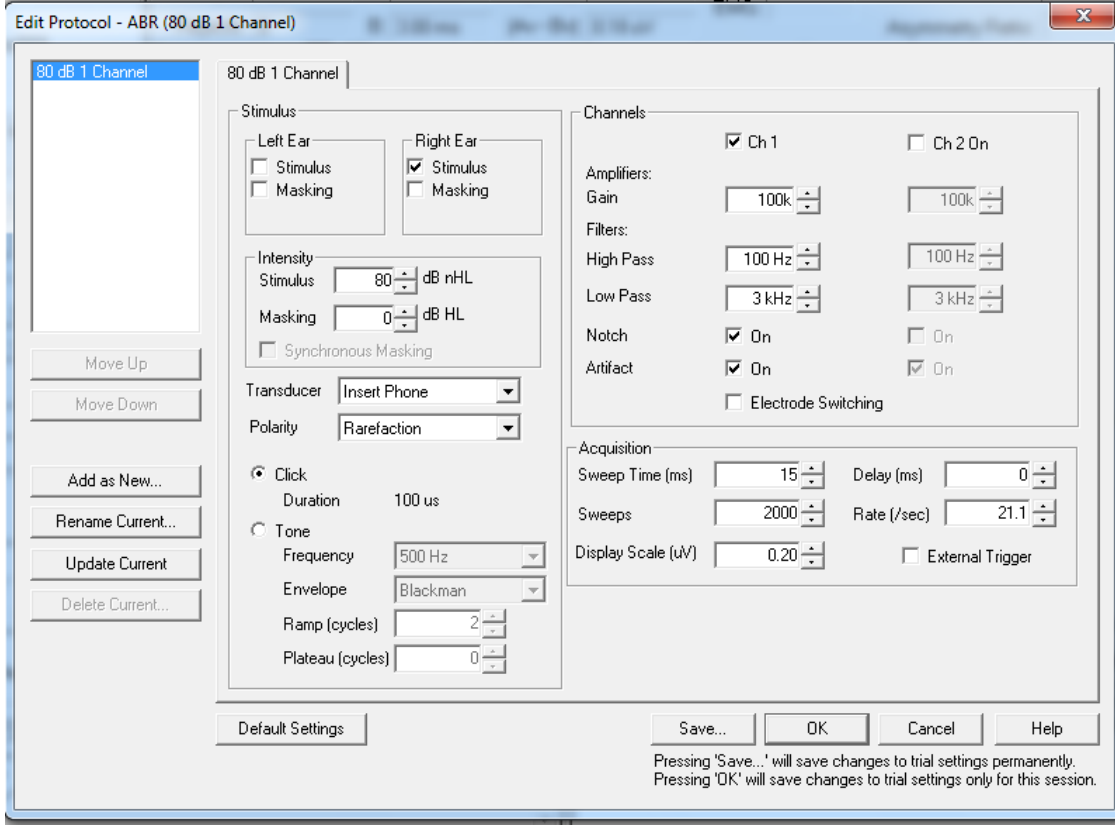 Edit Protocol - ABR (80 dB 1 Channel)
80 dB 1 Channel
Move Up
Move Down
Add as New...
Rename Current...
Update Current
Delete Current...
80 dB 1 Channel
Stimulus
Left Ear
Stimulus
Masking
Right Ear
Stimulus
Masking
Intensity
Stimulus 80 dB nHL
Masking 0 dB HL
Synchronous Masking
Transducer Insert Phone
Polarity Rarefaction
Click
Duration 100 us
Tone
Frequency 500 Hz
Envelope Blackman
Ramp (cycles) 2
Plateau (cycles) 0
Channels
Ch 1 Ch 2 On
Amplifiers:
Gain 100k 100k
Filters:
High Pass 100 Hz 100 Hz
Low Pass 3 kHz 3 kHz
Notch On On
Artifact On On
Electrode Switching
Acquisition
Sweep Time (ms) 15 Delay (ms) 0
Sweeps 2000 Rate (/sec) 21.1
Display Scale (uV) 0.20 External Trigger
Default Settings
Save... OK Cancel Help
Pressing 'Save...' will save changes to trial settings permanently.
Pressing 'OK' will save changes to trial settings only for this session.